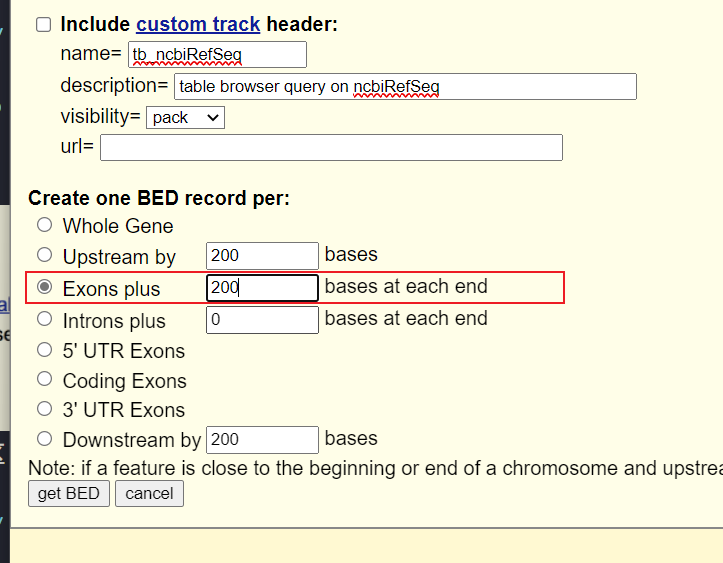 Include custom track header:
name= tb_ncbiRefSeq
description= table browser query on ncbiRefSeq
visibility= pack
url=
Create one BED record per:
Whole Gene
Upstream by 200 bases
Exons plus 200 bases at each end
Introns plus 0 bases at each end
5' UTR Exons
Coding Exons
3' UTR Exons
Downstream by 200 bases
Note: if a feature is close to the beginning or end of a chromosome and
get BED cancel